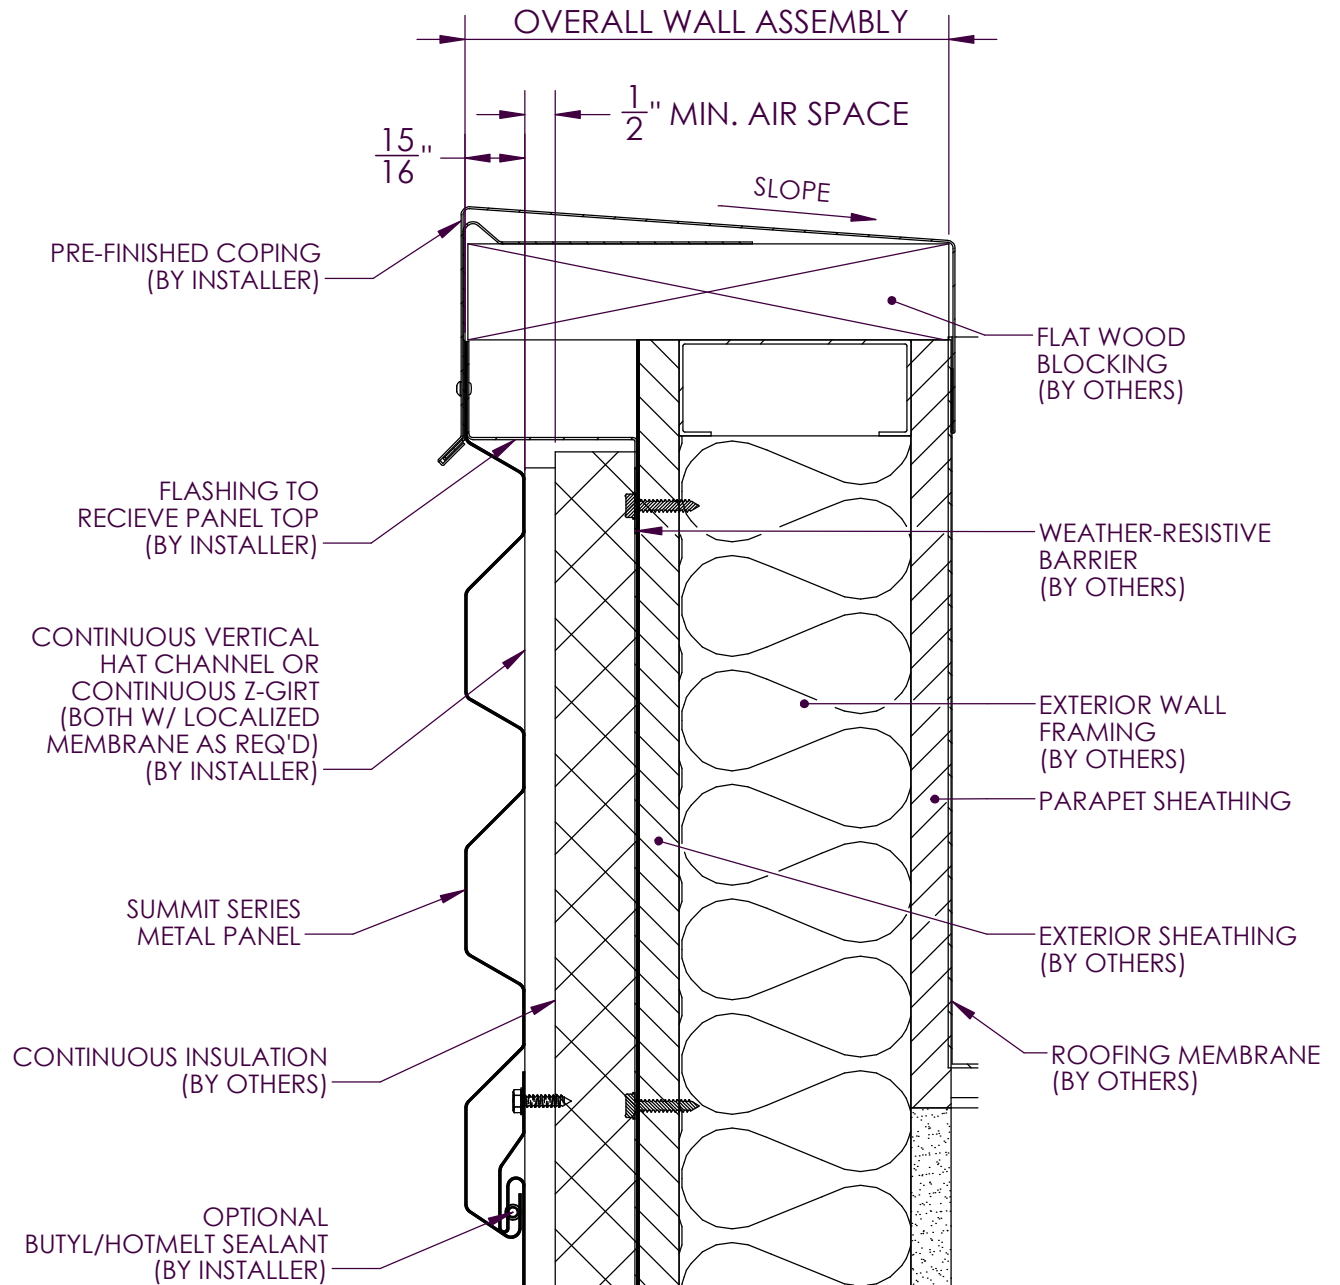 OVERALL WALL ASSEMBLY
1/2" MIN. AIR SPACE
15/16"
SLOPE
PRE-FINISHED COPING
(BY INSTALLER)
FLAT WOOD
BLOCKING
(BY OTHERS)
FLASHING TO
RECIEVE PANEL TOP
(BY INSTALLER)
WEATHER-RESISTIVE
BARRIER
(BY OTHERS)
CONTINUOUS VERTICAL
HAT CHANNEL OR
CONTINUOUS Z-GIRT
(BOTH W/ LOCALIZED
MEMBRANE AS REQ'D)
(BY INSTALLER)
EXTERIOR WALL
FRAMING
(BY OTHERS)
PARAPET SHEATHING
SUMMIT SERIES
METAL PANEL
EXTERIOR SHEATHING
(BY OTHERS)
CONTINUOUS INSULATION
(BY OTHERS)
ROOFING MEMBRANE
(BY OTHERS)
OPTIONAL
BUTYL/HOTMELT SEALANT
(BY INSTALLER)